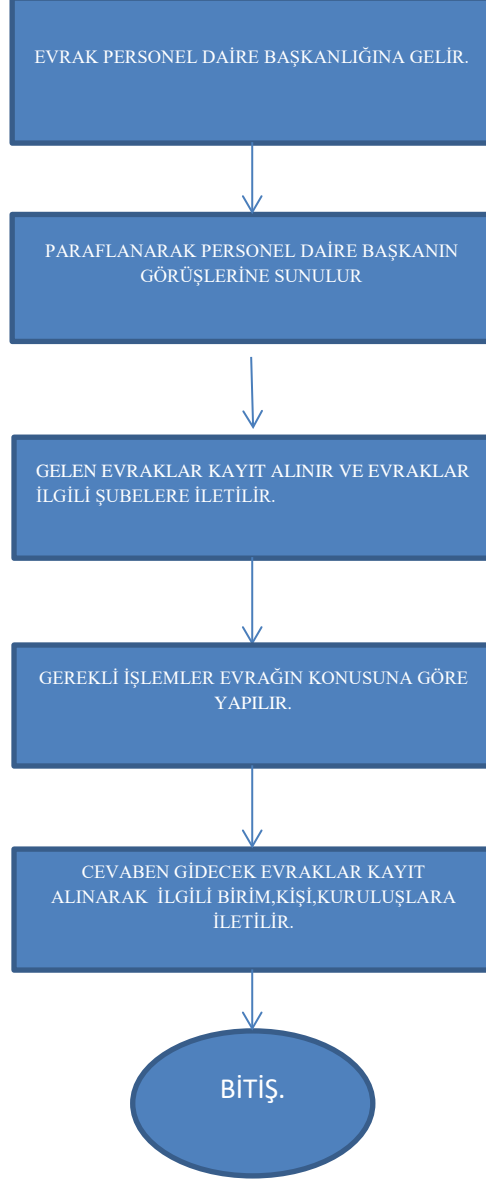 EVRAK PERSONEL DAİRE BAŞKANLIĞINA GELİR.
PARAFLANARAK PERSONEL DAİRE BAŞKANIN
GÖRÜŞLERİNE SUNULUR
GELEN EVRAKLAR KAYIT ALINIR VE EVRAKLAR
İLGİLİ ŞUBELERE İLETİLİR.
GEREKLİ İŞLEMLER EVRAĞIN KONUSUNA GÖRE
YAPILIR.
CEVABEN GİDECEK EVRAKLAR KAYIT
ALINARAK İLGİLİ BİRİM,KİŞİ,KURULUŞLARA
İLETİLİR.
BİTİŞ.